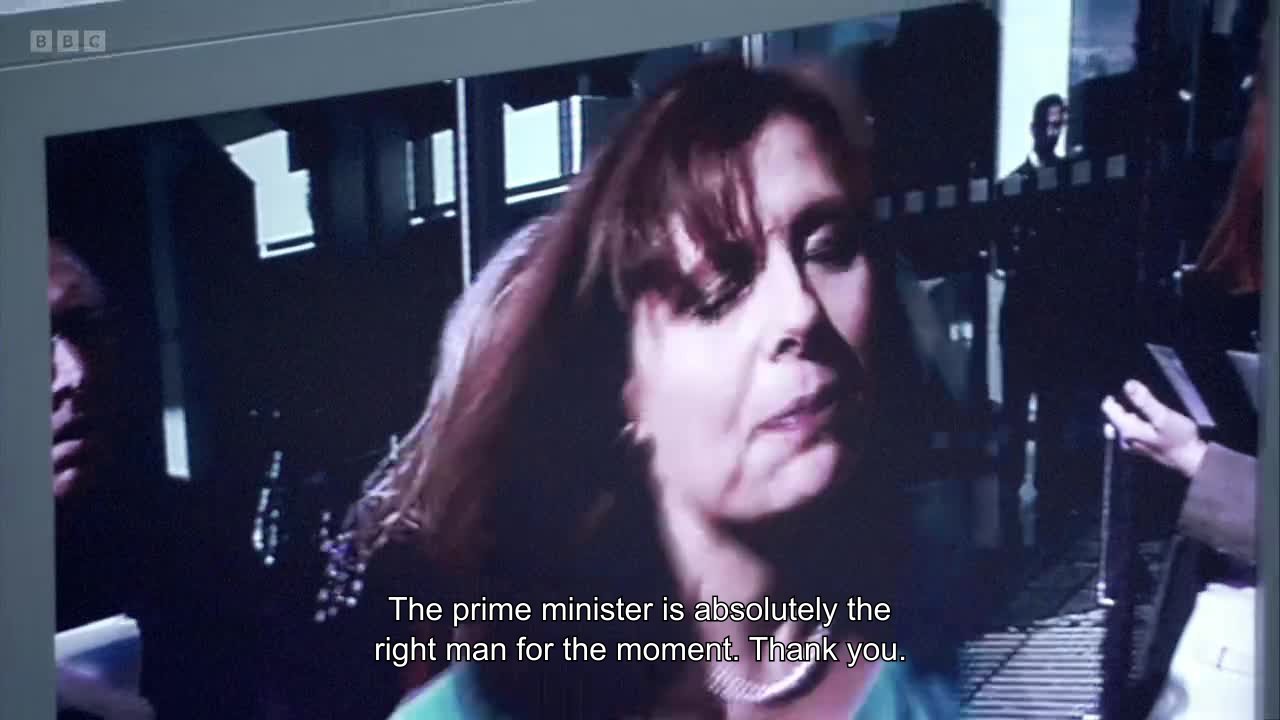 BBC
The prime minister is absolutely the
right man for the moment. Thank you.